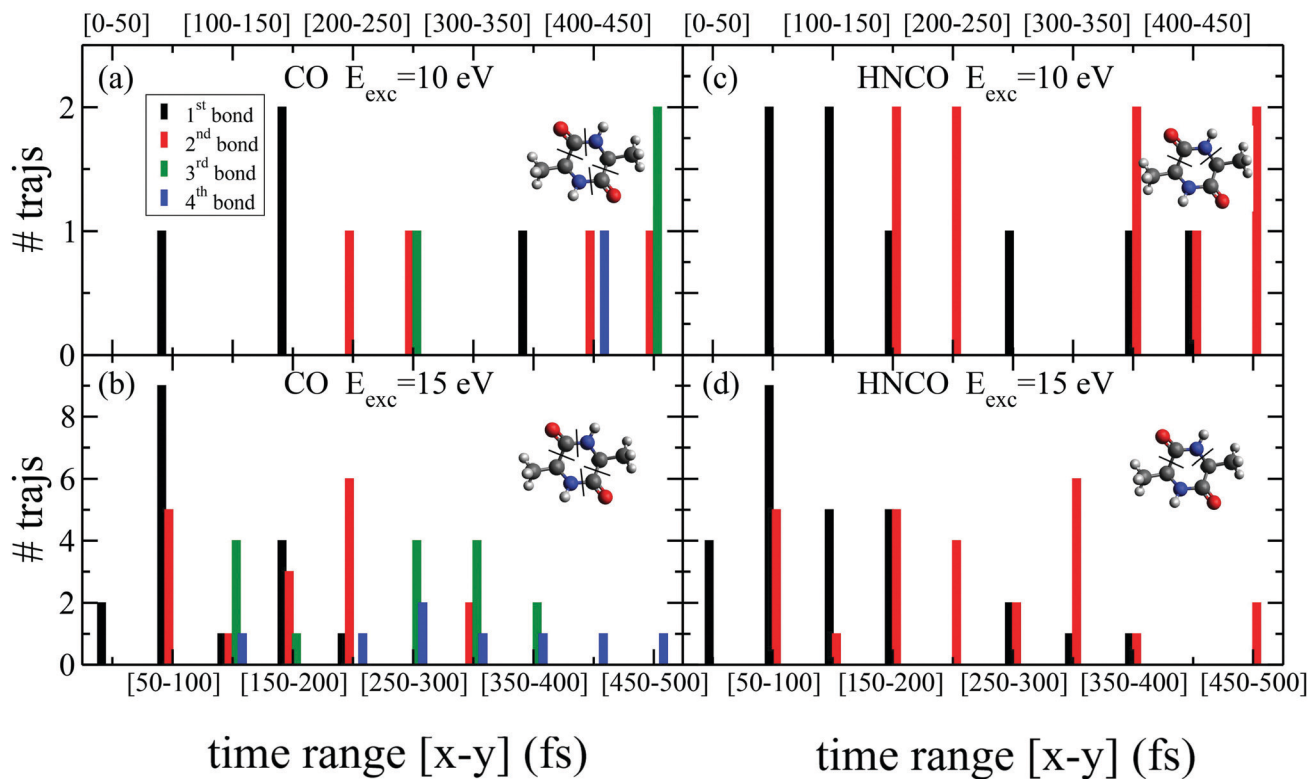 [0-50] [100-150] [200-250] [300-350] [400-450] [0-50] [100-150] [200-250] [300-350] [400-450]
(a) CO E_exc=10 eV
1st bond
2nd bond
3rd bond
4th bond
2
1
0
# trajs
(c) HNCO E_exc=10 eV
(b) CO E_exc=15 eV
8
6
4
2
0
# trajs
(d) HNCO E_exc=15 eV
[50-100] [150-200] [250-300] [350-400] [450-500] [50-100] [150-200] [250-300] [350-400] [450-500]
time range [x-y] (fs) time range [x-y] (fs)